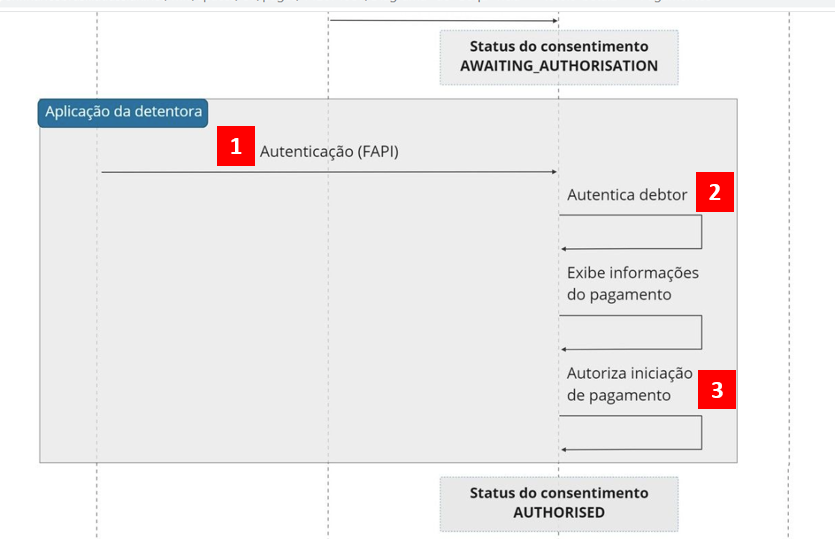 Status do consentimento
AWAITING_AUTHORISATION
Aplicação da detentora
1
Autenticação (FAPI)
Autentica debtor
2
Exibe informações
do pagamento
Autoriza iniciação
de pagamento
3
Status do consentimento
AUTHORISED